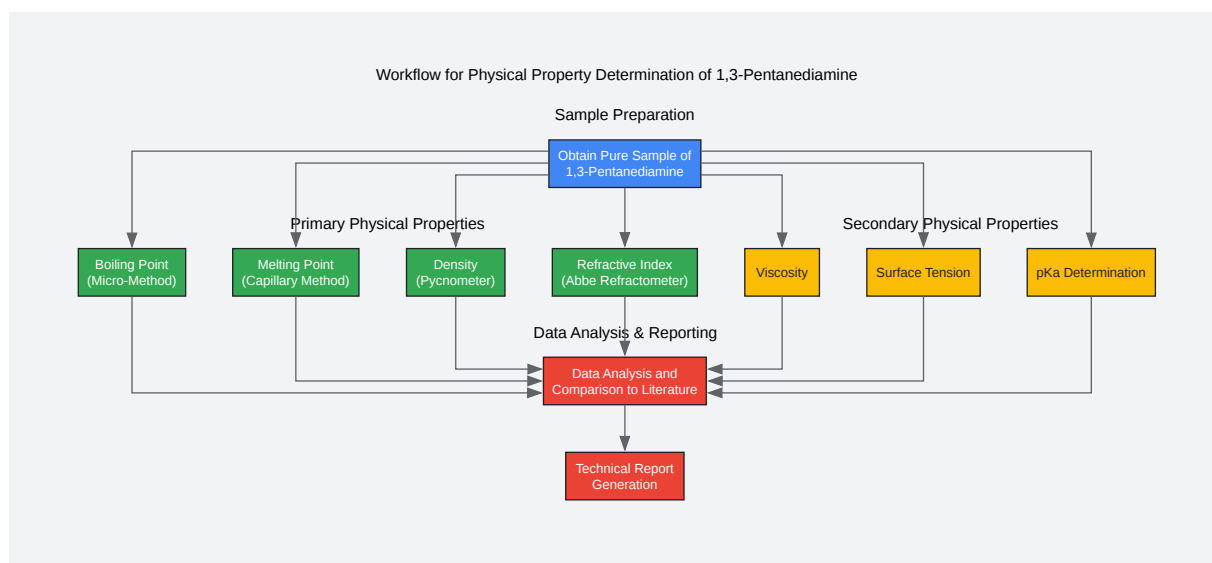 Workflow for Physical Property Determination of 1,3-Pentanediamine
Sample Preparation
Obtain Pure Sample of
1,3-Pentanediamine
Primary Physical Properties
Secondary Physical Properties
Boiling Point
(Micro-Method)
Melting Point
(Capillary Method)
Density
(Pycnometer)
Refractive Index
(Abbe Refractometer)
Viscosity
Surface Tension
pKa Determination
Data Analysis & Reporting
Data Analysis and
Comparison to Literature
Technical Report
Generation